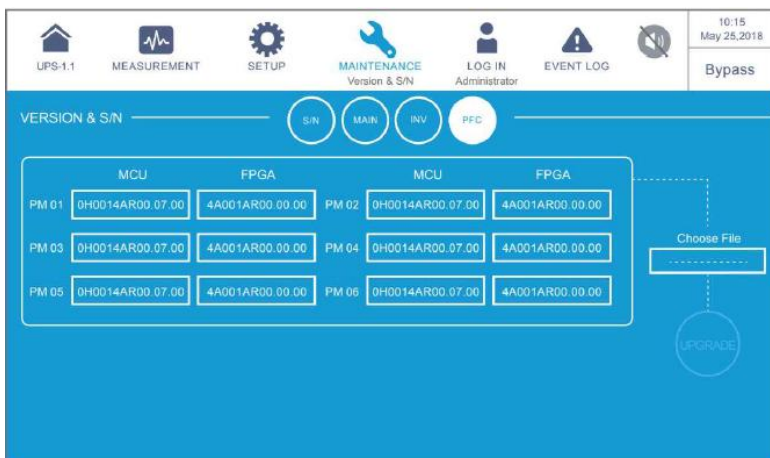 10:15
May 25,2018
UPS-1.1 MEASUREMENT SETUP MAINTENANCE LOG IN EVENT LOG
Version & S/N Administrator
Bypass
VERSION & S/N S/N MAIN INV PFC
MCU FPGA MCU FPGA
PM 01 0H0014AR00.07.00 4A001AR00.00.00 PM 02 0H0014AR00.07.00 4A001AR00.00.00
Choose File
PM 03 0H0014AR00.07.00 4A001AR00.00.00 PM 04 0H0014AR00.07.00 4A001AR00.00.00
------------
PM 05 0H0014AR00.07.00 4A001AR00.00.00 PM 06 0H0014AR00.07.00 4A001AR00.00.00
UPGRADE